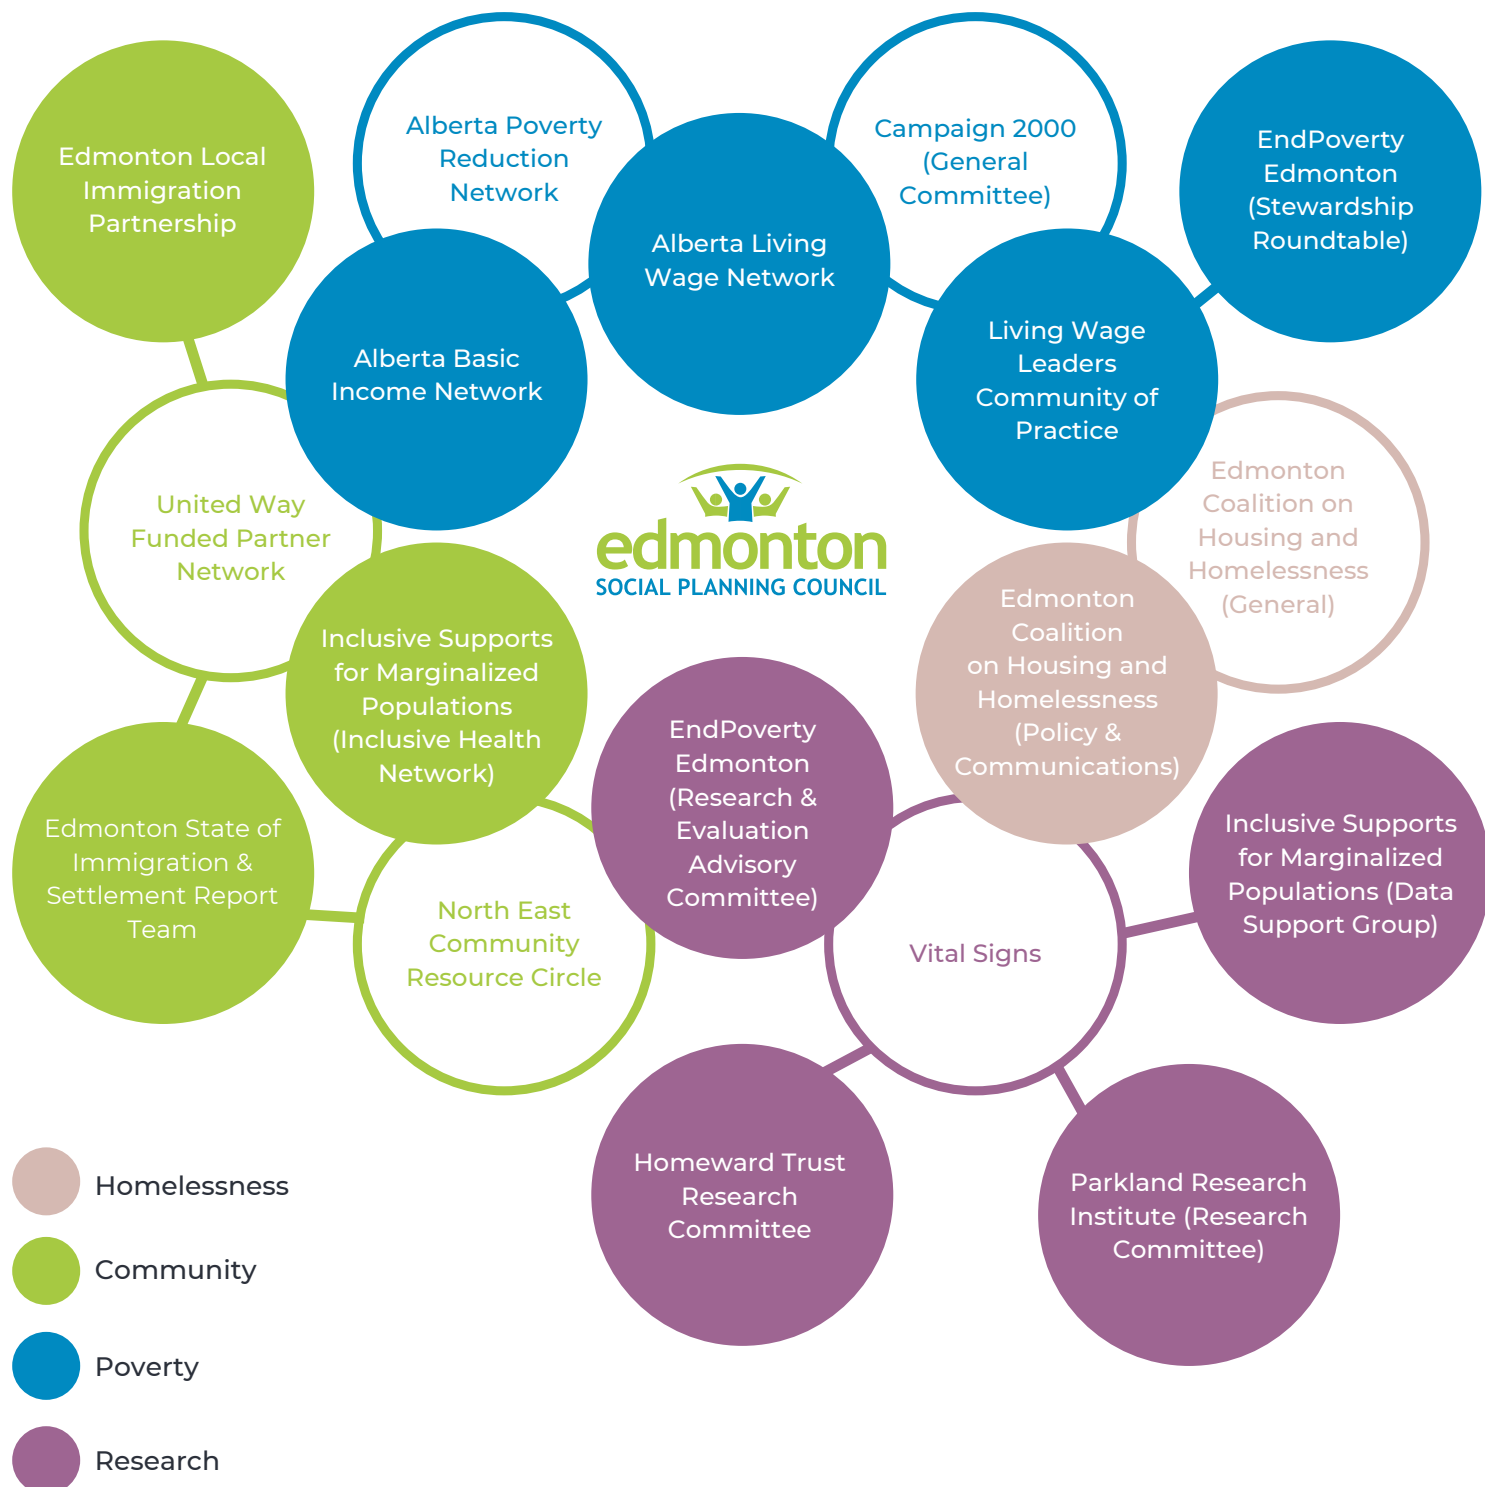 Edmonton Local
Immigration
Partnership
Alberta Poverty
Reduction
Network
Alberta Living
Wage Network
Campaign 2000
(General
Committee)
EndPoverty
Edmonton
(Stewardship
Roundtable)
Alberta Basic
Income Network
Living Wage
Leaders
Community of
Practice
United Way
Funded Partner
Network
edmonton
SOCIAL PLANNING COUNCIL
Edmonton
Coalition on
Housing and
Homelessness
(General)
Inclusive Supports
for Marginalized
Populations
(Inclusive Health
Network)
Edmonton
Coalition
on Housing and
Homelessness
(Policy &
Communications)
EndPoverty
Edmonton
(Research &
Evaluation
Advisory
Committee)
Edmonton State of
Immigration &
Settlement Report
Team
North East
Community
Resource Circle
Vital Signs
Inclusive Supports
for Marginalized
Populations (Data
Support Group)
Homeward Trust
Research
Committee
Parkland Research
Institute (Research
Committee)
Homelessness
Community
Poverty
Research